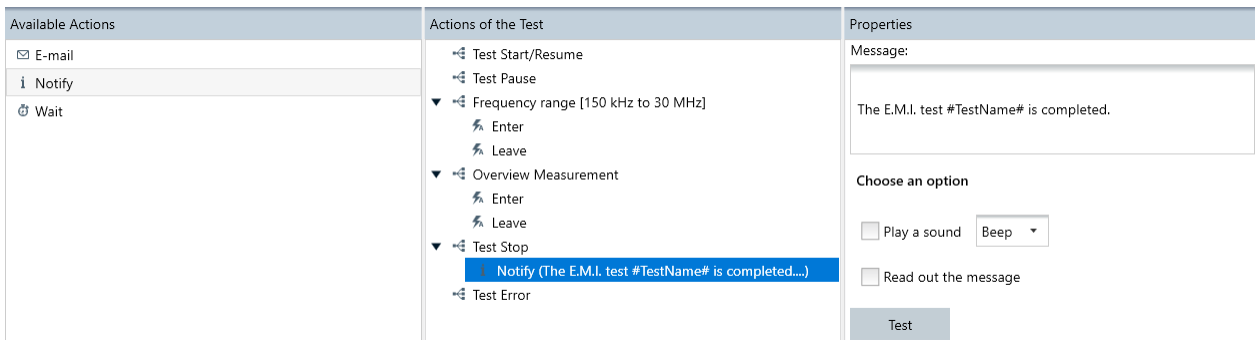 Available Actions
E-mail
Notify
Wait
Actions of the Test
Test Start/Resume
Test Pause
Frequency range [150 kHz to 30 MHz]
Enter
Leave
Overview Measurement
Enter
Leave
Test Stop
Notify (The E.M.I. test #TestName# is completed....)
Test Error
Properties
Message:
The E.M.I. test #TestName# is completed.
Choose an option
Play a sound Beep
Read out the message
Test